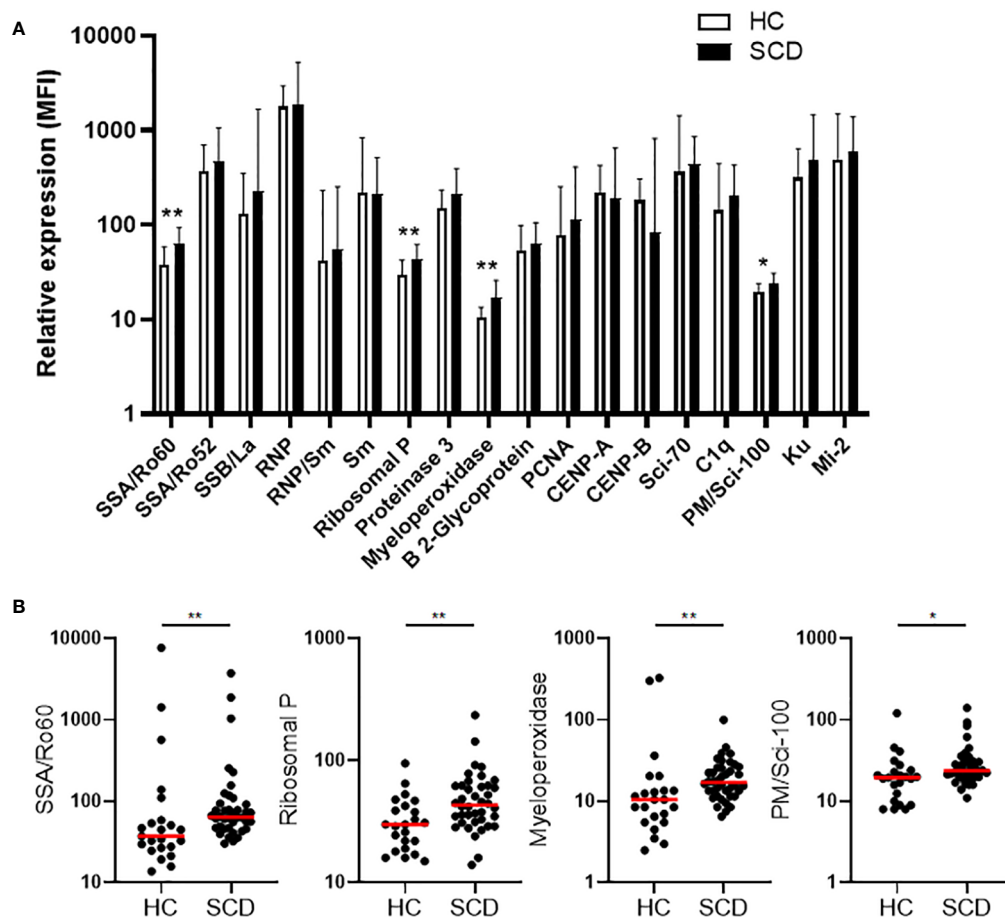 A
HC
SCD
Relative expression (MFI)
10000
1000
100
10
1
**
**
**
*
SSA/Ro60
SSA/Ro52
SSB/La
RNP
RNP/Sm
Sm
Ribosomal P
Proteinase 3
Myeloperoxidase
B 2-Glycoprotein
PCNA
CENP-A
CENP-B
Sci-70
C1q
PM/Sci-100
Ku
Mi-2
B
SSA/Ro60
10000
1000
100
10
**
HC
SCD
Ribosomal P
1000
100
10
**
HC
SCD
Myeloperoxidase
1000
100
10
1
**
HC
SCD
PM/Sci-100
1000
100
10
1
*
HC
SCD